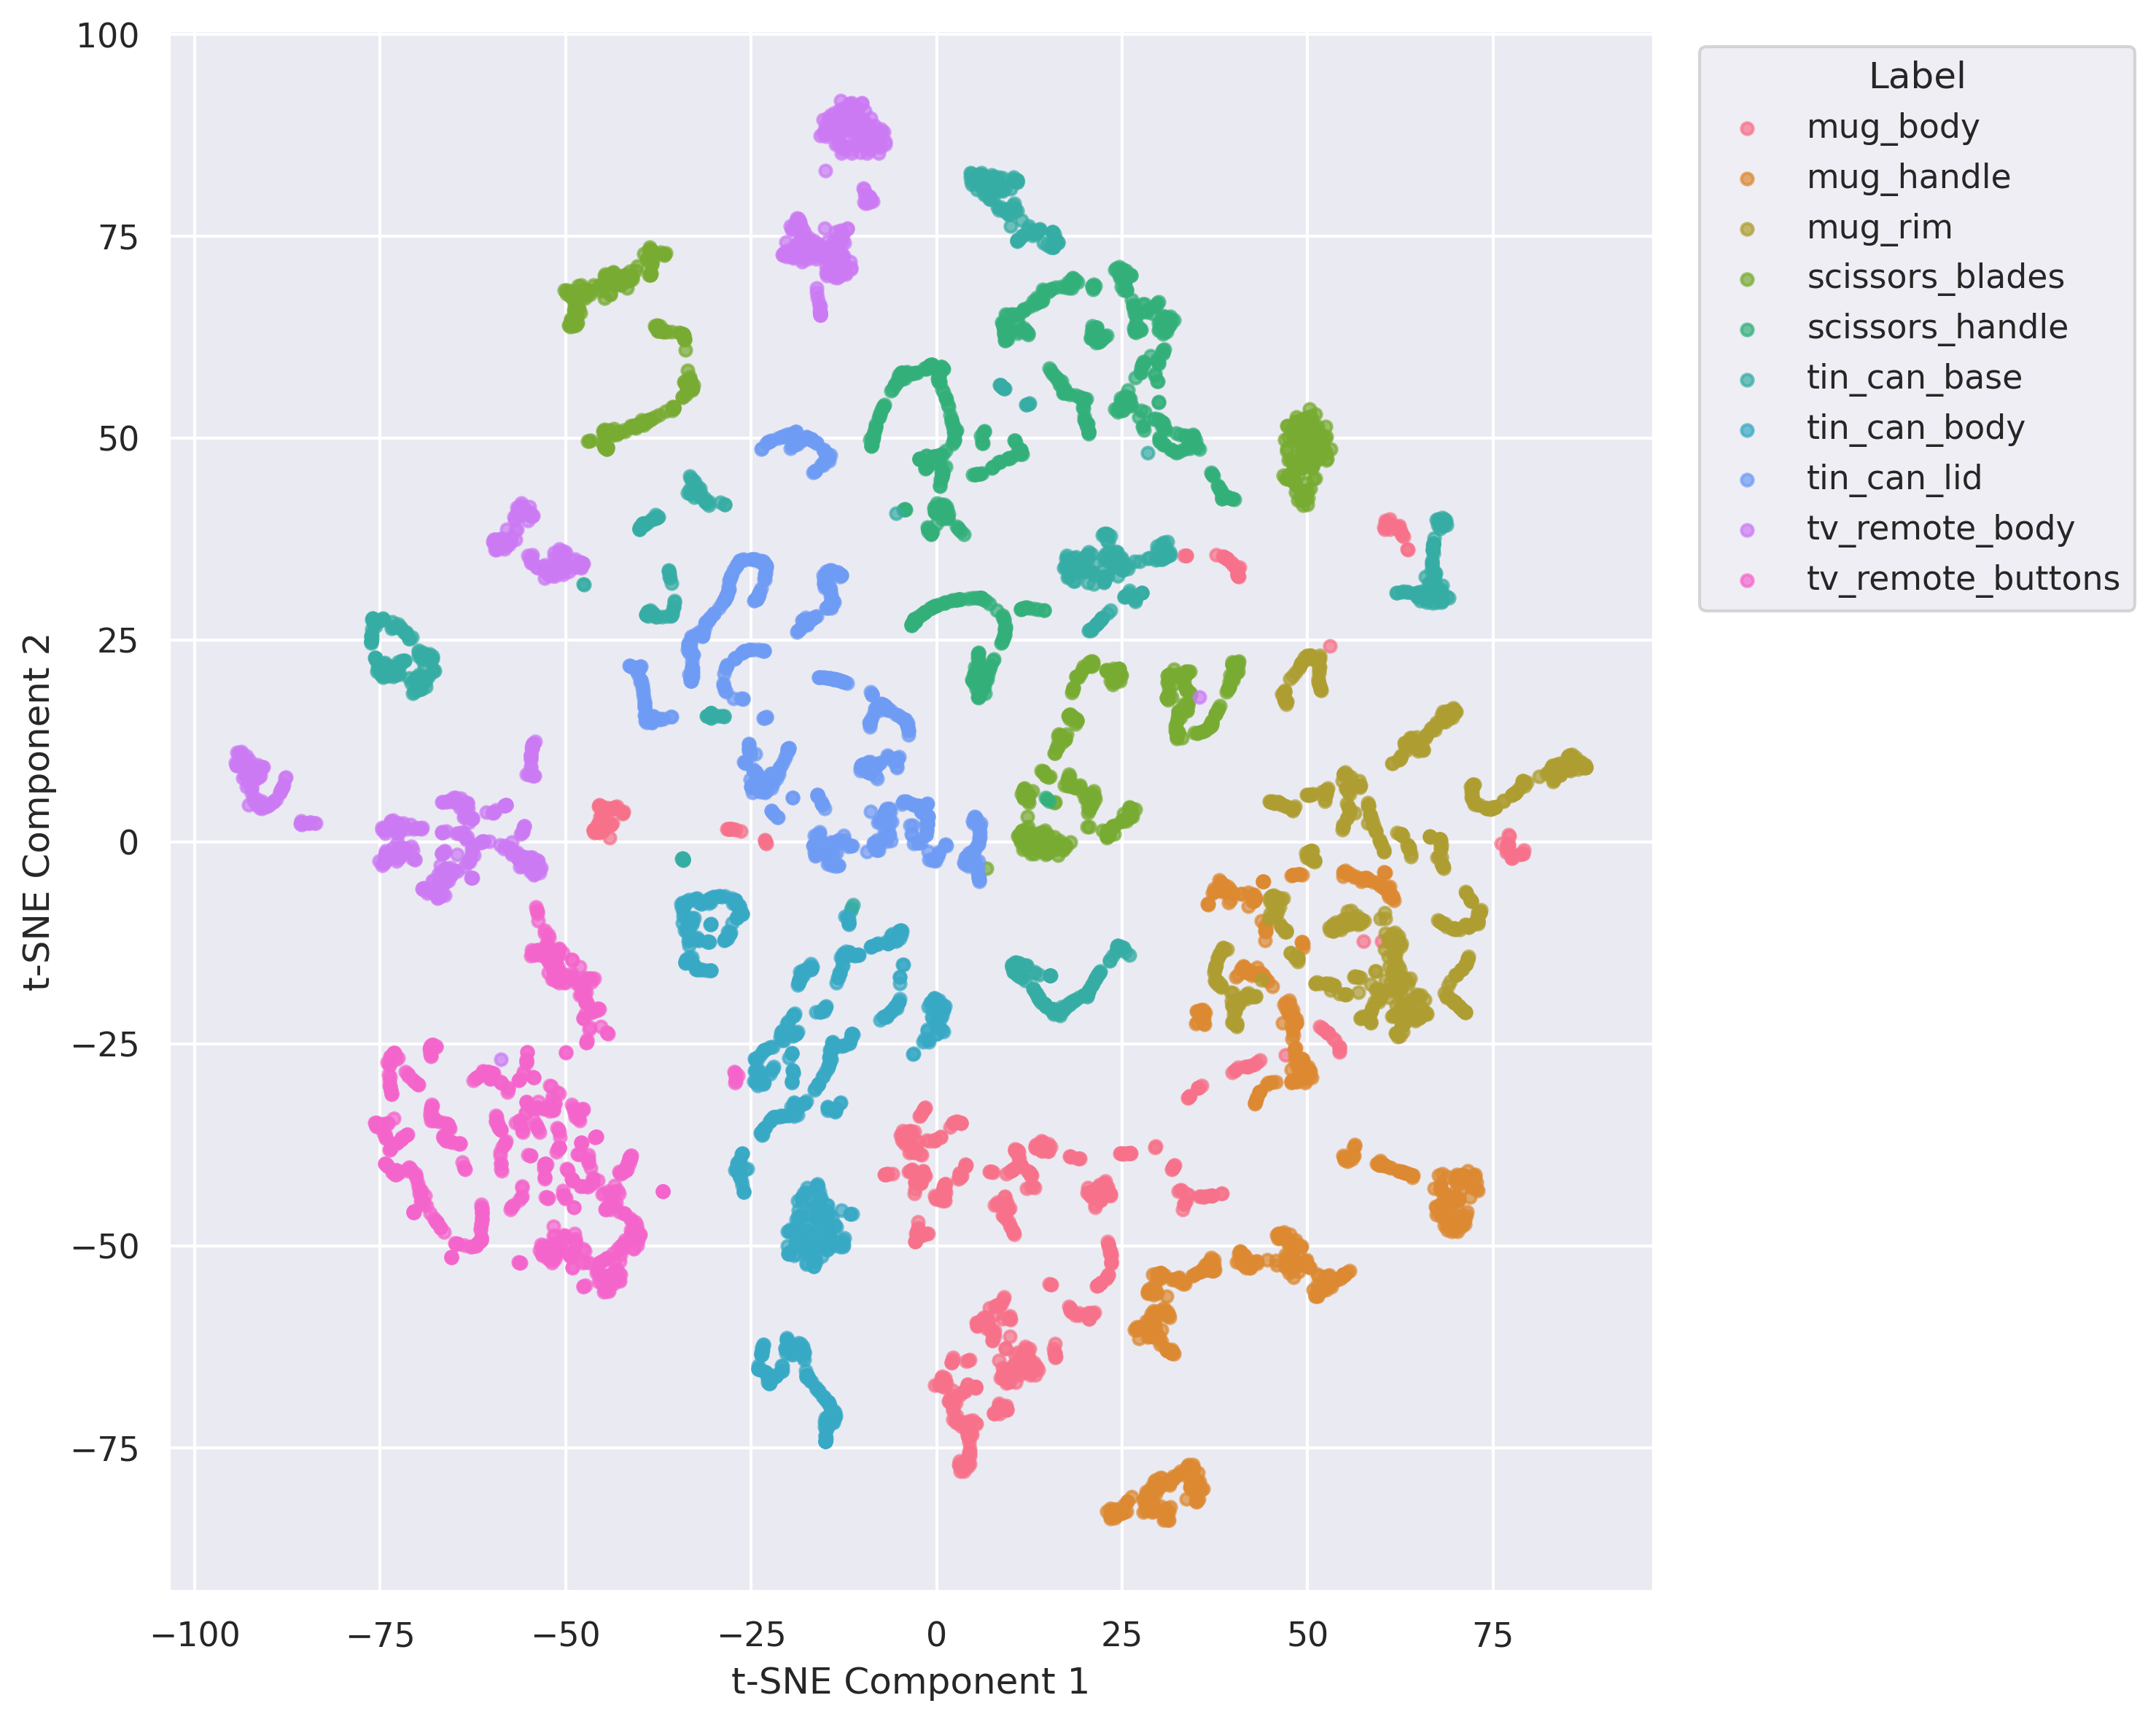 Label
mug_body
mug_handle
mug_rim
scissors_blades
scissors_handle
tin_can_base
tin_can_body
tin_can_lid
tv_remote_body
tv_remote_buttons
100
75
50
25
0
−25
−50
−75
t-SNE Component 2
−100 −75 −50 −25 0 25 50 75
t-SNE Component 1